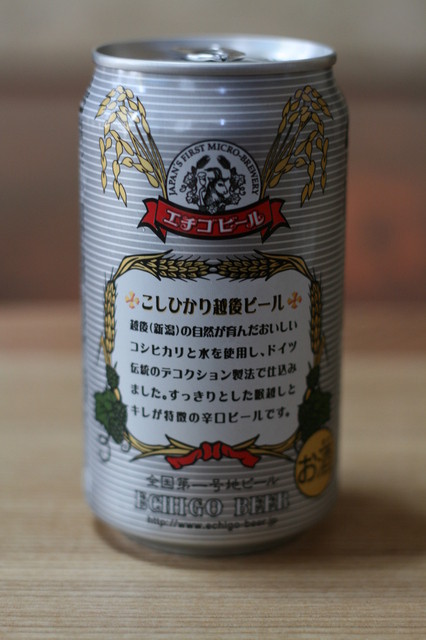 JAPAN'S FIRST MICRO-BREWERY
エチゴビール
こしひかり越後ビール
越後(新潟)の自然が育んだおいしい
コシヒカリと水を使用し、ドイツ
伝統のデコクション製法で仕込み
ました。すっきりとした喉越しと
キレが特徴の辛口ビールです。
お酒
全国第一号地ビール
ECHIGO BEER
http://www.echigo-beer.jp